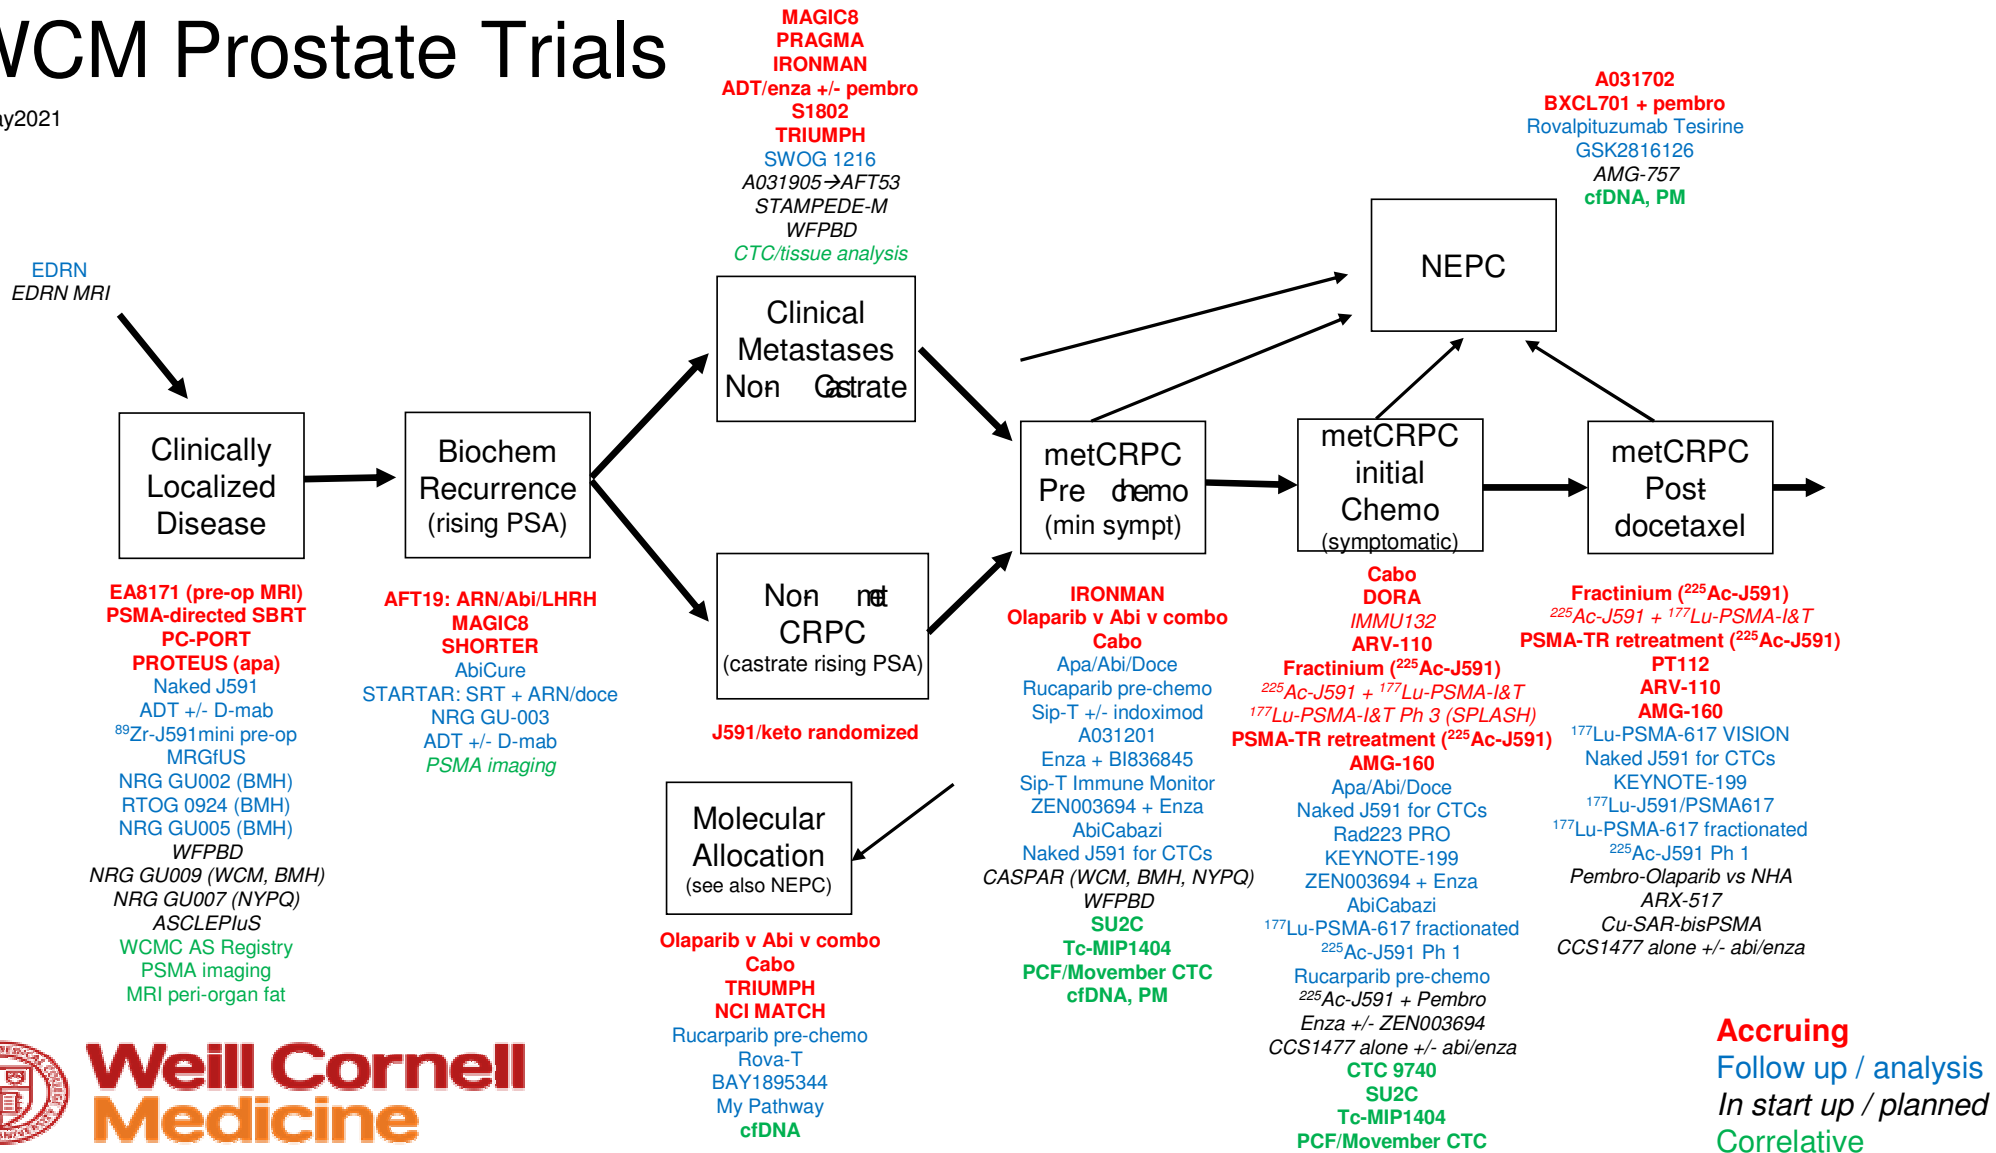 WCM Prostate Trials
ay2021
MAGIC8
PRAGMA
IRONMAN
ADT/enza +/- pembro
S1802
TRIUMPH
SWOG 1216
A031905→AFT53
STAMPEDE-M
WFPBD
CTC/tissue analysis
A031702
BXCL701 + pembro
Rovalpituzumab Tesirine
GSK2816126
AMG-757
cfDNA, PM
EDRN
EDRN MRI
NEPC
Clinical
Metastases
Non- Castrate
Clinically
Localized
Disease
Biochem
Recurrence
(rising PSA)
Non- met
CRPC
(castrate rising PSA)
metCRPC
Pre chemo
(min sympt)
metCRPC
initial
Chemo
(symptomatic)
metCRPC
Post-
docetaxel
EA8171 (pre-op MRI)
PSMA-directed SBRT
PC-PORT
PROTEUS (apa)
Naked J591
ADT +/- D-mab
⁸⁹Zr-J591mini pre-op
MRGfUS
NRG GU002 (BMH)
RTOG 0924 (BMH)
NRG GU005 (BMH)
WFPBD
NRG GU009 (WCM, BMH)
NRG GU007 (NYPQ)
ASCLEPIuS
WCMC AS Registry
PSMA imaging
MRI peri-organ fat
AFT19: ARN/Abi/LHRH
MAGIC8
SHORTER
AbiCure
STARTAR: SRT + ARN/doce
NRG GU-003
ADT +/- D-mab
PSMA imaging
J591/keto randomized
Molecular
Allocation
(see also NEPC)
Olaparib v Abi v combo
Cabo
TRIUMPH
NCI MATCH
Rucarparib pre-chemo
Rova-T
BAY1895344
My Pathway
cfDNA
IRONMAN
Olaparib v Abi v combo
Cabo
Apa/Abi/Doce
Rucaparib pre-chemo
Sip-T +/- indoximod
A031201
Enza + BI836845
Sip-T Immune Monitor
ZEN003694 + Enza
AbiCabazi
Naked J591 for CTCs
CASPAR (WCM, BMH, NYPQ)
WFPBD
SU2C
Tc-MIP1404
PCF/Movember CTC
cfDNA, PM
Cabo
DORA
IMMU132
ARV-110
Fractinium (²²⁵Ac-J591)
²²⁵Ac-J591 + ¹⁷⁷Lu-PSMA-I&T
¹⁷⁷Lu-PSMA-I&T Ph 3 (SPLASH)
PSMA-TR retreatment (²²⁵Ac-J591)
AMG-160
Apa/Abi/Doce
Naked J591 for CTCs
Rad223 PRO
KEYNOTE-199
ZEN003694 + Enza
AbiCabazi
¹⁷⁷Lu-PSMA-617 fractionated
²²⁵Ac-J591 Ph 1
Rucarparib pre-chemo
²²⁵Ac-J591 + Pembro
Enza +/- ZEN003694
CCS1477 alone +/- abi/enza
CTC 9740
SU2C
Tc-MIP1404
PCF/Movember CTC
Fractinium (²²⁵Ac-J591)
²²⁵Ac-J591 + ¹⁷⁷Lu-PSMA-I&T
PSMA-TR retreatment (²²⁵Ac-J591)
PT112
ARV-110
AMG-160
¹⁷⁷Lu-PSMA-617 VISION
Naked J591 for CTCs
KEYNOTE-199
¹⁷⁷Lu-J591/PSMA617
¹⁷⁷Lu-PSMA-617 fractionated
²²⁵Ac-J591 Ph 1
Pembro-Olaparib vs NHA
ARX-517
Cu-SAR-bisPSMA
CCS1477 alone +/- abi/enza
Weill Cornell
Medicine
Accruing
Follow up / analysis
In start up / planned
Correlative